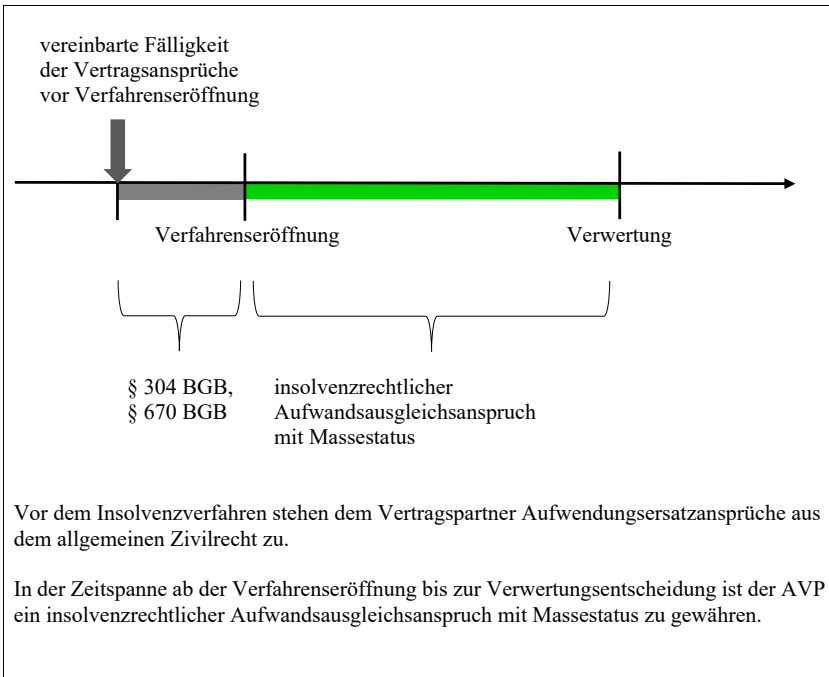 vereinbarte Fälligkeit
der Vertragsansprüche
vor Verfahrenseröffnung
Verfahrenseröffnung
Verwertung
§ 304 BGB,
§ 670 BGB
insolvenzrechtlicher
Aufwandsausgleichsanspruch
mit Massestatus
Vor dem Insolvenzverfahren stehen dem Vertragspartner Aufwendungsersatzansprüche aus
dem allgemeinen Zivilrecht zu.
In der Zeitspanne ab der Verfahrenseröffnung bis zur Verwertungsentscheidung ist der AVP
ein insolvenzrechtlicher Aufwandsausgleichsanspruch mit Massestatus zu gewähren.